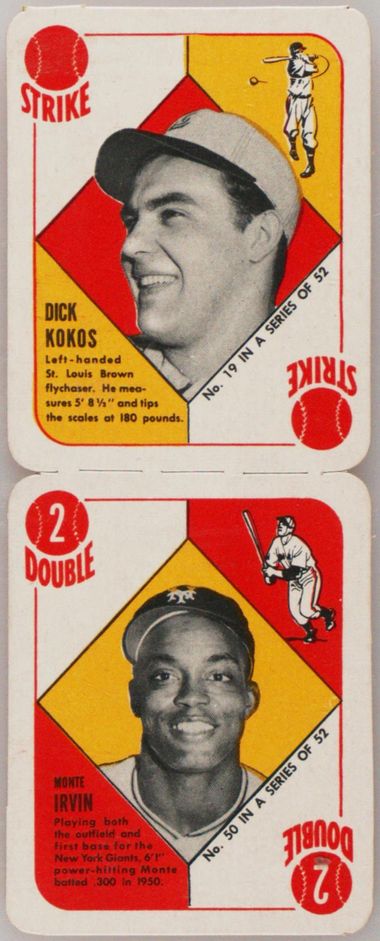 STRIKE
DICK
KOKOS
Left-handed
St. Louis Brown
flychaser. He mea-
sures 5' 8 ½" and tips
the scales at 180 pounds.
No. 19 IN A SERIES OF 52
STRIKE
2
DOUBLE
MONTE
IRVIN
Playing both
the outfield and
first base for the
New York Giants, 6'1"
power-hitting Monte
batted .300 in 1950.
No. 50 IN A SERIES OF 52
DOUBLE
2